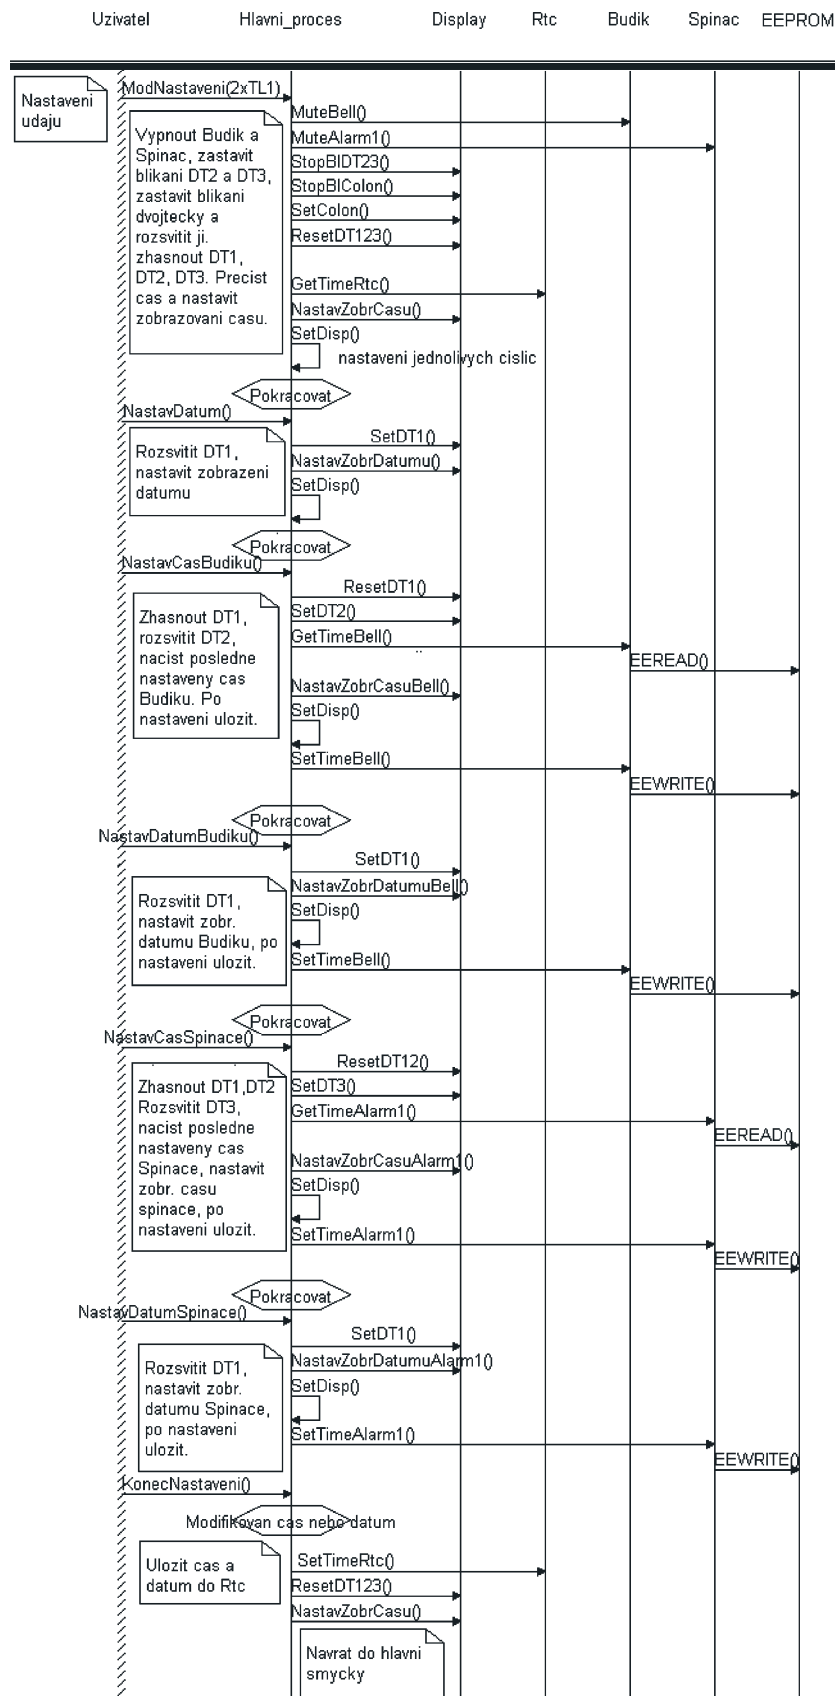 Uzivatel Hlavni_proces Display Rtc Budik Spinac EEPROM
Nastaveni
udaju
ModNastaveni(2xTL1)
Vypnout Budik a
Spinac, zastavit
blikani DT2 a DT3,
zastavit blikani
dvojtecky a
rozsvitit ji.
zhasnout DT1,
DT2, DT3. Precist
cas a nastavit
zobrazovani casu.
MuteBell()
MuteAlarm1()
StopBlDT23()
StopBlColon()
SetColon()
ResetDT123()
GetTimeRtc()
NastavZobrCasu()
SetDisp()
nastaveni jednolivych cislic
Pokracovat
NastavDatum()
Rozsvitit DT1,
nastavit zobrazeni
datumu
SetDT1()
NastavZobrDatumu()
SetDisp()
Pokracovat
NastavCasBudiku()
Zhasnout DT1,
rozsvitit DT2,
nacist posledne
nastaveny cas
Budiku. Po
nastaveni ulozit.
ResetDT1()
SetDT2()
GetTimeBell()
EEREAD()
NastavZobrCasuBell()
SetDisp()
SetTimeBell()
EEWRITE()
Pokracovat
NastavDatumBudiku()
Rozsvitit DT1,
nastavit zobr.
datumu Budiku, po
nastaveni ulozit.
SetDT1()
NastavZobrDatumuBell()
SetDisp()
SetTimeBell()
EEWRITE()
Pokracovat
NastavCasSpinace()
Zhasnout DT1,DT2
Rozsvitit DT3,
nacist posledne
nastaveny cas
Spinace, nastavit
zobr. casu
spinace, po
nastaveni ulozit.
ResetDT12()
SetDT3()
GetTimeAlarm1()
EEREAD()
NastavZobrCasuAlarm1()
SetDisp()
SetTimeAlarm1()
EEWRITE()
Pokracovat
NastavDatumSpinace()
Rozsvitit DT1,
nastavit zobr.
datumu Spinace,
po nastaveni
ulozit.
SetDT1()
NastavZobrDatumuAlarm1()
SetDisp()
SetTimeAlarm1()
EEWRITE()
KonecNastaveni()
Modifikovan cas nebo datum
Ulozit cas a
datum do Rtc
SetTimeRtc()
ResetDT123()
NastavZobrCasu()
Navrat do hlavni
smycky